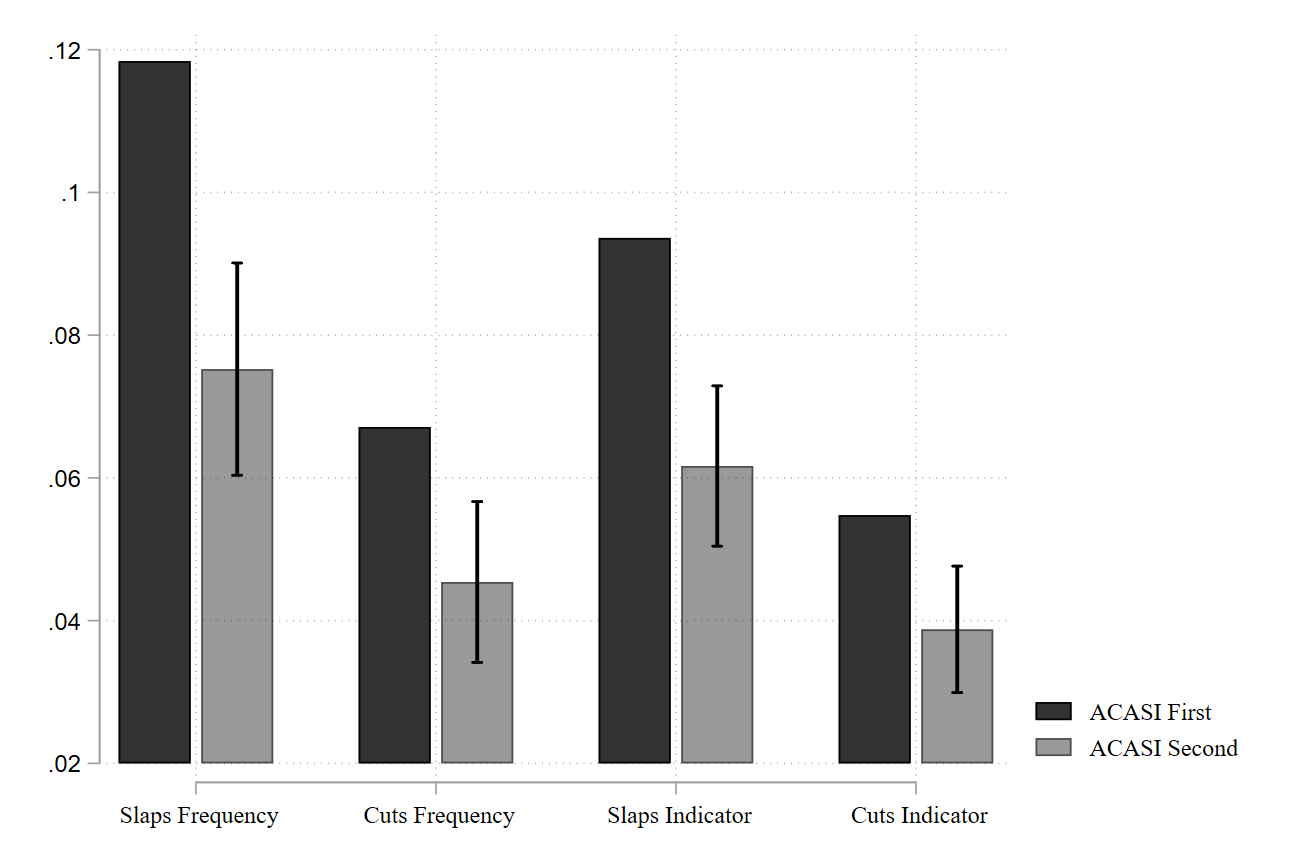 .12
.1
.08
.06
.04
.02
Slaps Frequency
Cuts Frequency
Slaps Indicator
Cuts Indicator
ACASI First
ACASI Second